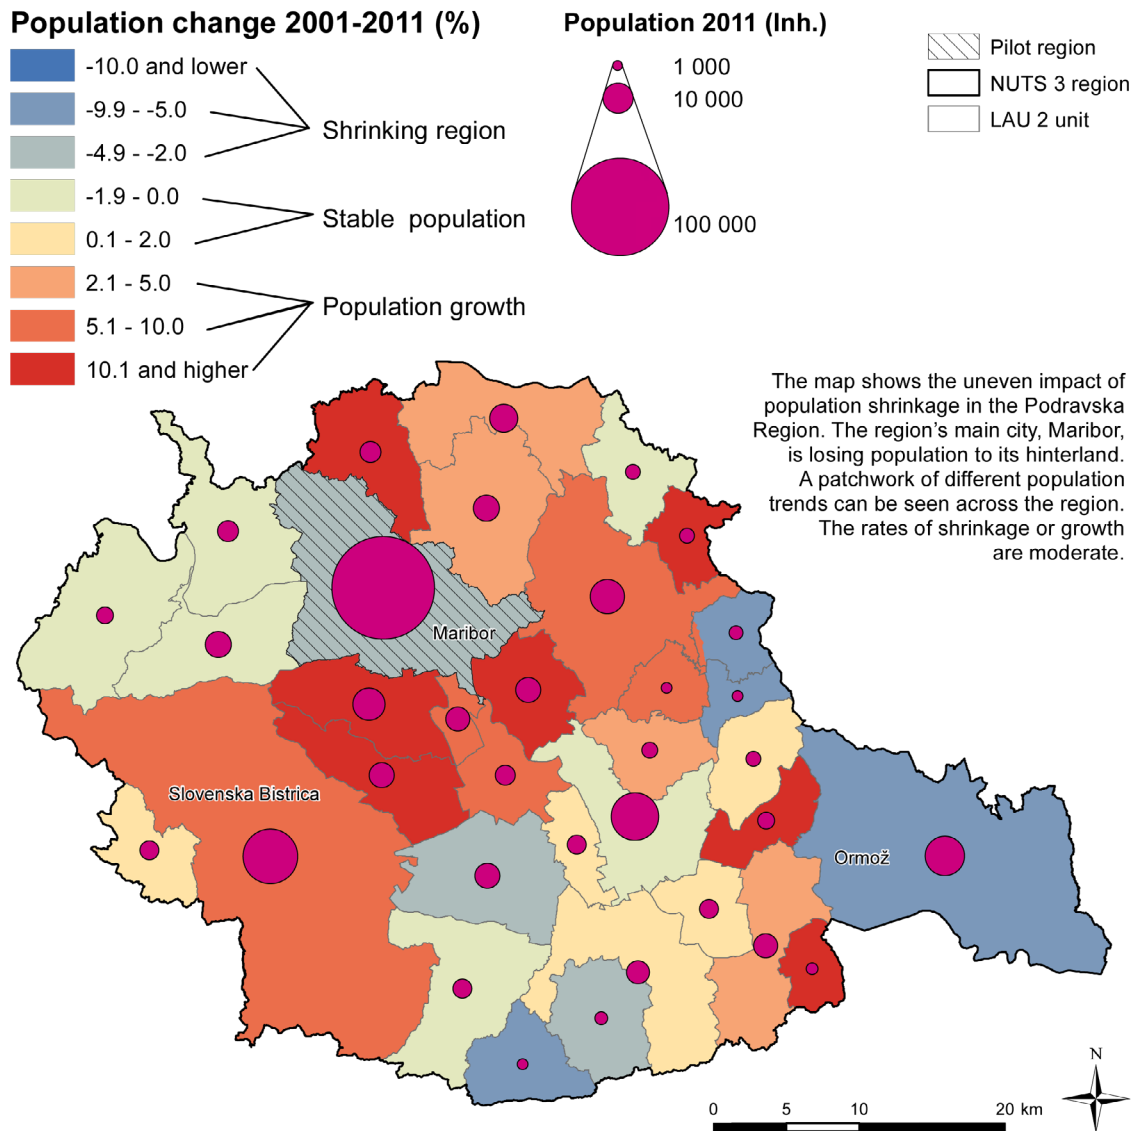 Population change 2001-2011 (%)
-10.0 and lower
-9.9 - -5.0
-4.9 - -2.0
-1.9 - 0.0
0.1 - 2.0
2.1 - 5.0
5.1 - 10.0
10.1 and higher
Shrinking region
Stable population
Population growth
Population 2011 (Inh.)
1 000
10 000
100 000
Pilot region
NUTS 3 region
LAU 2 unit
The map shows the uneven impact of
population shrinkage in the Podravska
Region. The region's main city, Maribor,
is losing population to its hinterland.
A patchwork of different population
trends can be seen across the region.
The rates of shrinkage or growth
are moderate.
Maribor
Slovenska Bistrica
Ormož
N
0 5 10 20 km